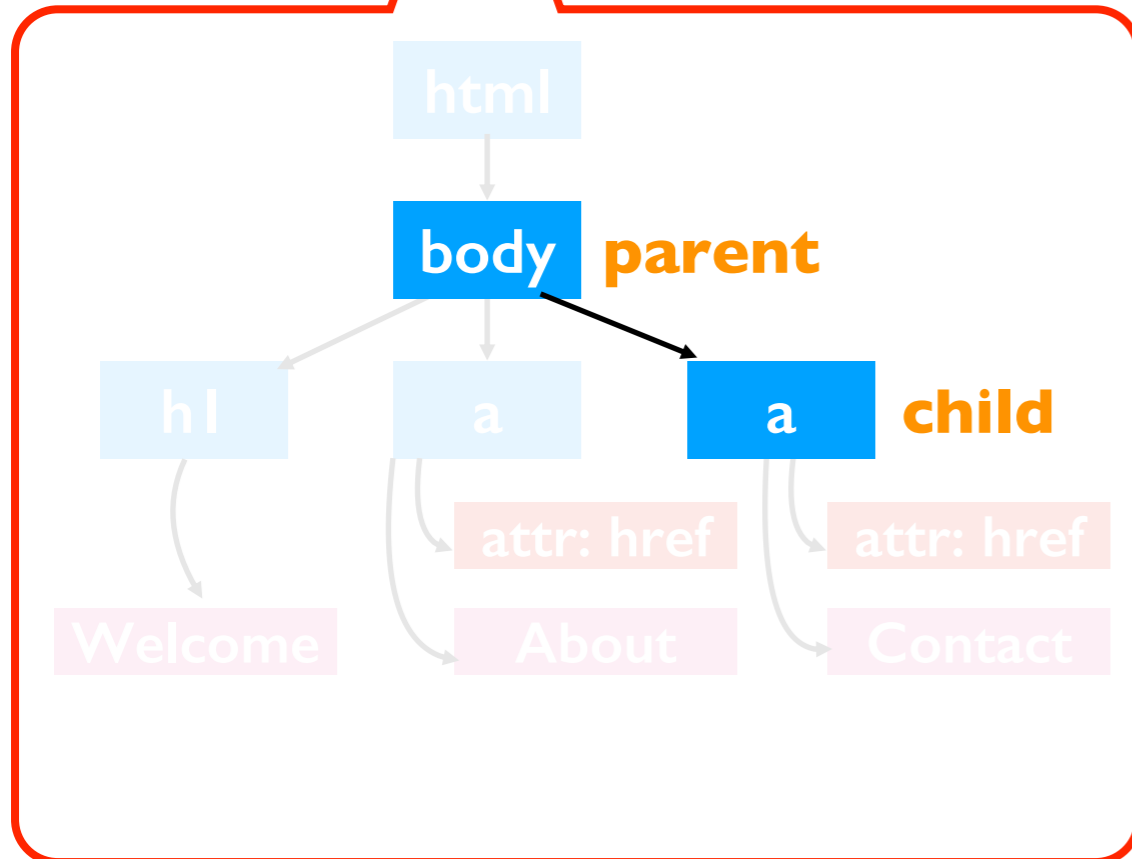 html
body parent
h1 a a child
attr: href attr: href
Welcome About Contact